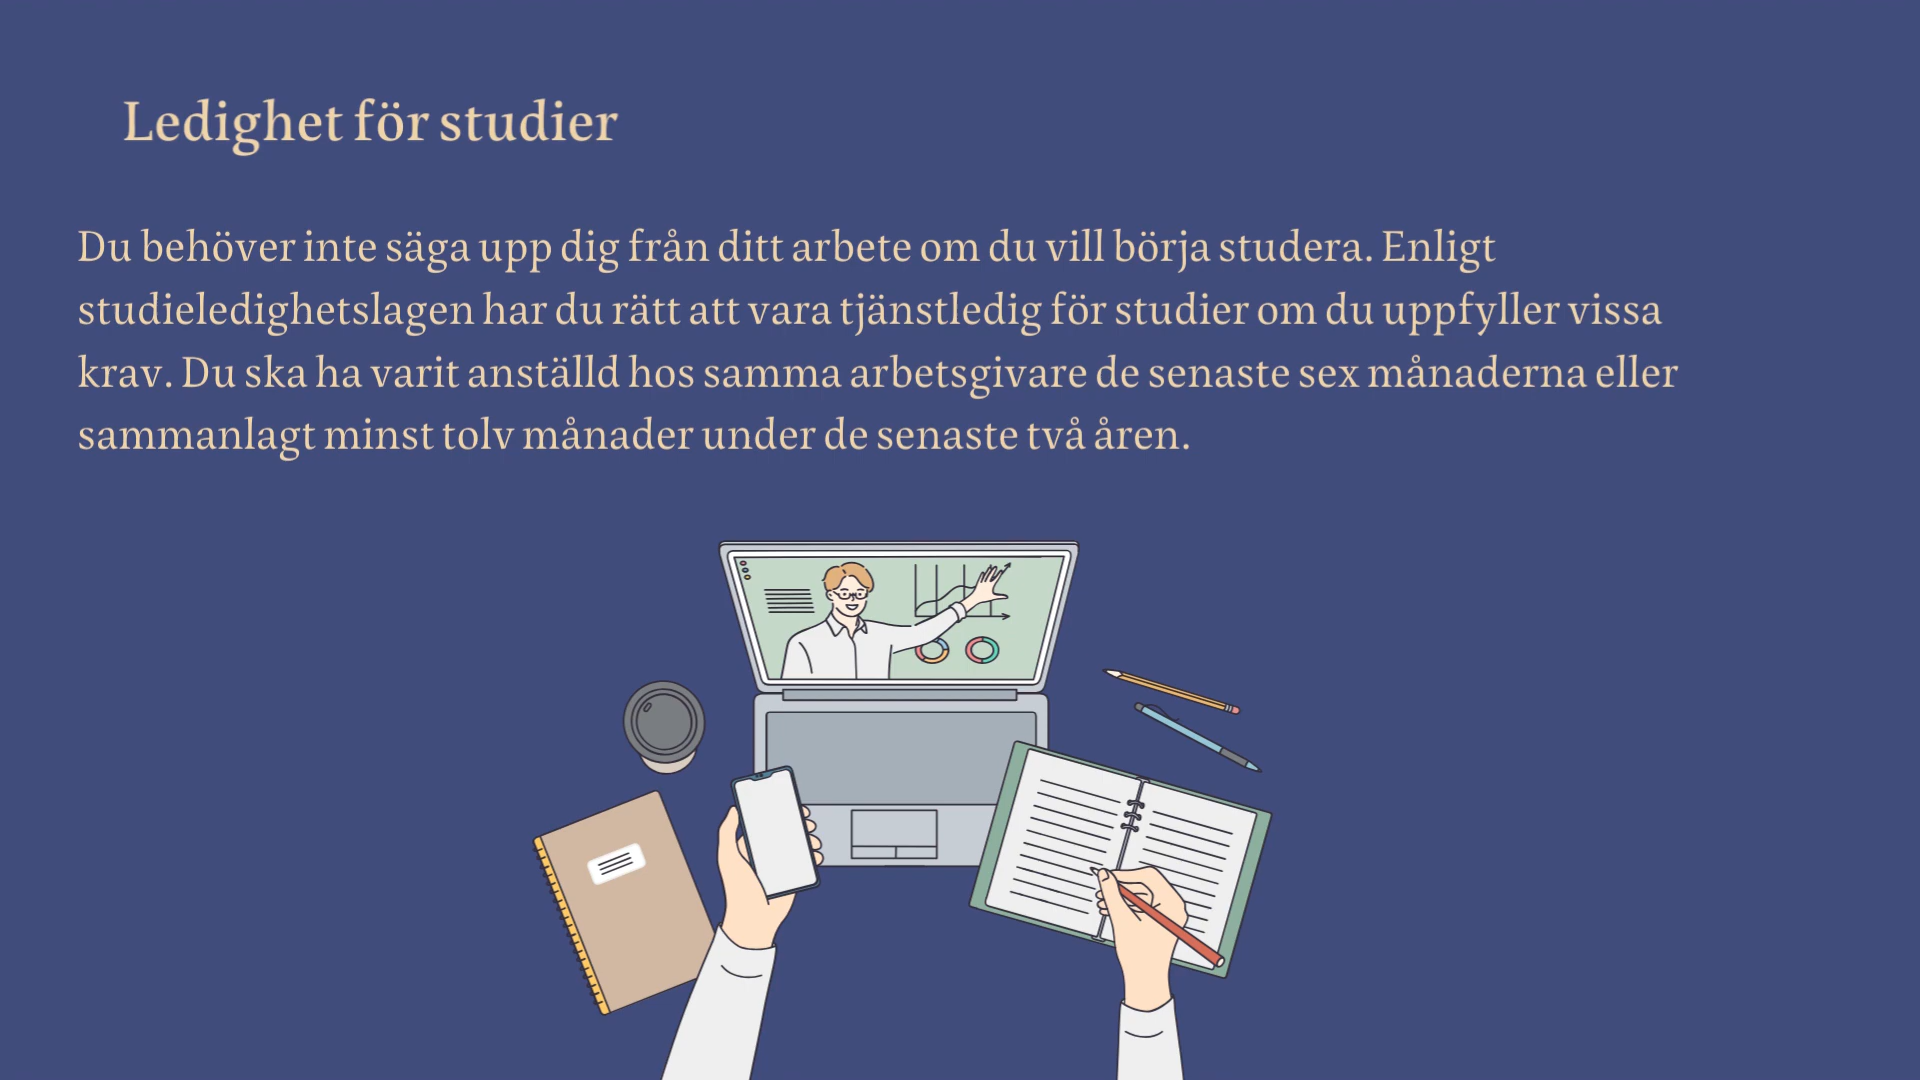 Ledighet för studier
Du behöver inte säga upp dig från ditt arbete om du vill börja studera. Enligt
studieledighetslagen har du rätt att vara tjänstledig för studier om du uppfyller vissa
krav. Du ska ha varit anställd hos samma arbetsgivare de senaste sex månaderna eller
sammanlagt minst tolv månader under de senaste två åren.